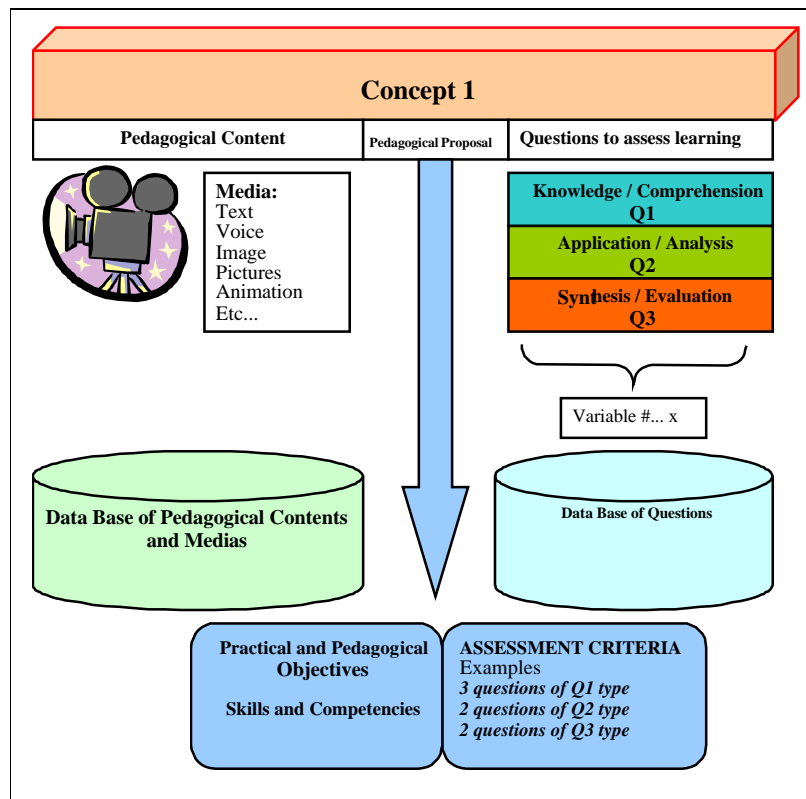 Concept 1
Pedagogical Content
Pedagogical Proposal
Questions to assess learning
Media:
Text
Voice
Image
Pictures
Animation
Etc...
Knowledge / Comprehension
Q1
Application / Analysis
Q2
Synthesis / Evaluation
Q3
Variable #... x
Data Base of Pedagogical Contents
and Medias
Data Base of Questions
Practical and Pedagogical
Objectives
Skills and Competencies
ASSESSMENT CRITERIA
Examples
3 questions of Q1 type
2 questions of Q2 type
2 questions of Q3 type